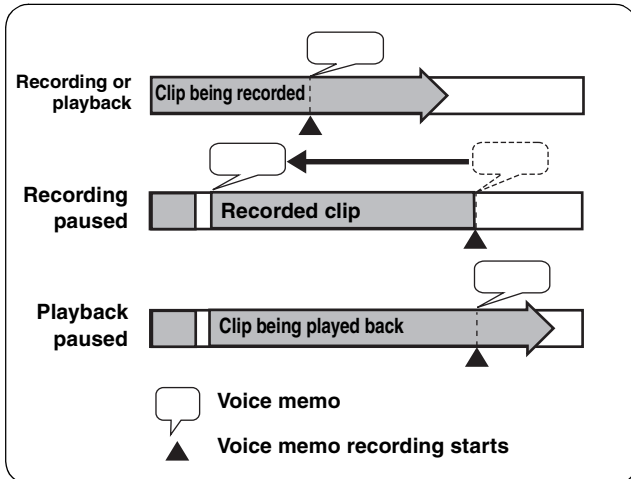 Recording or
playback
Clip being recorded
Recording
paused
Recorded clip
Playback
paused
Clip being played back
Voice memo
Voice memo recording starts